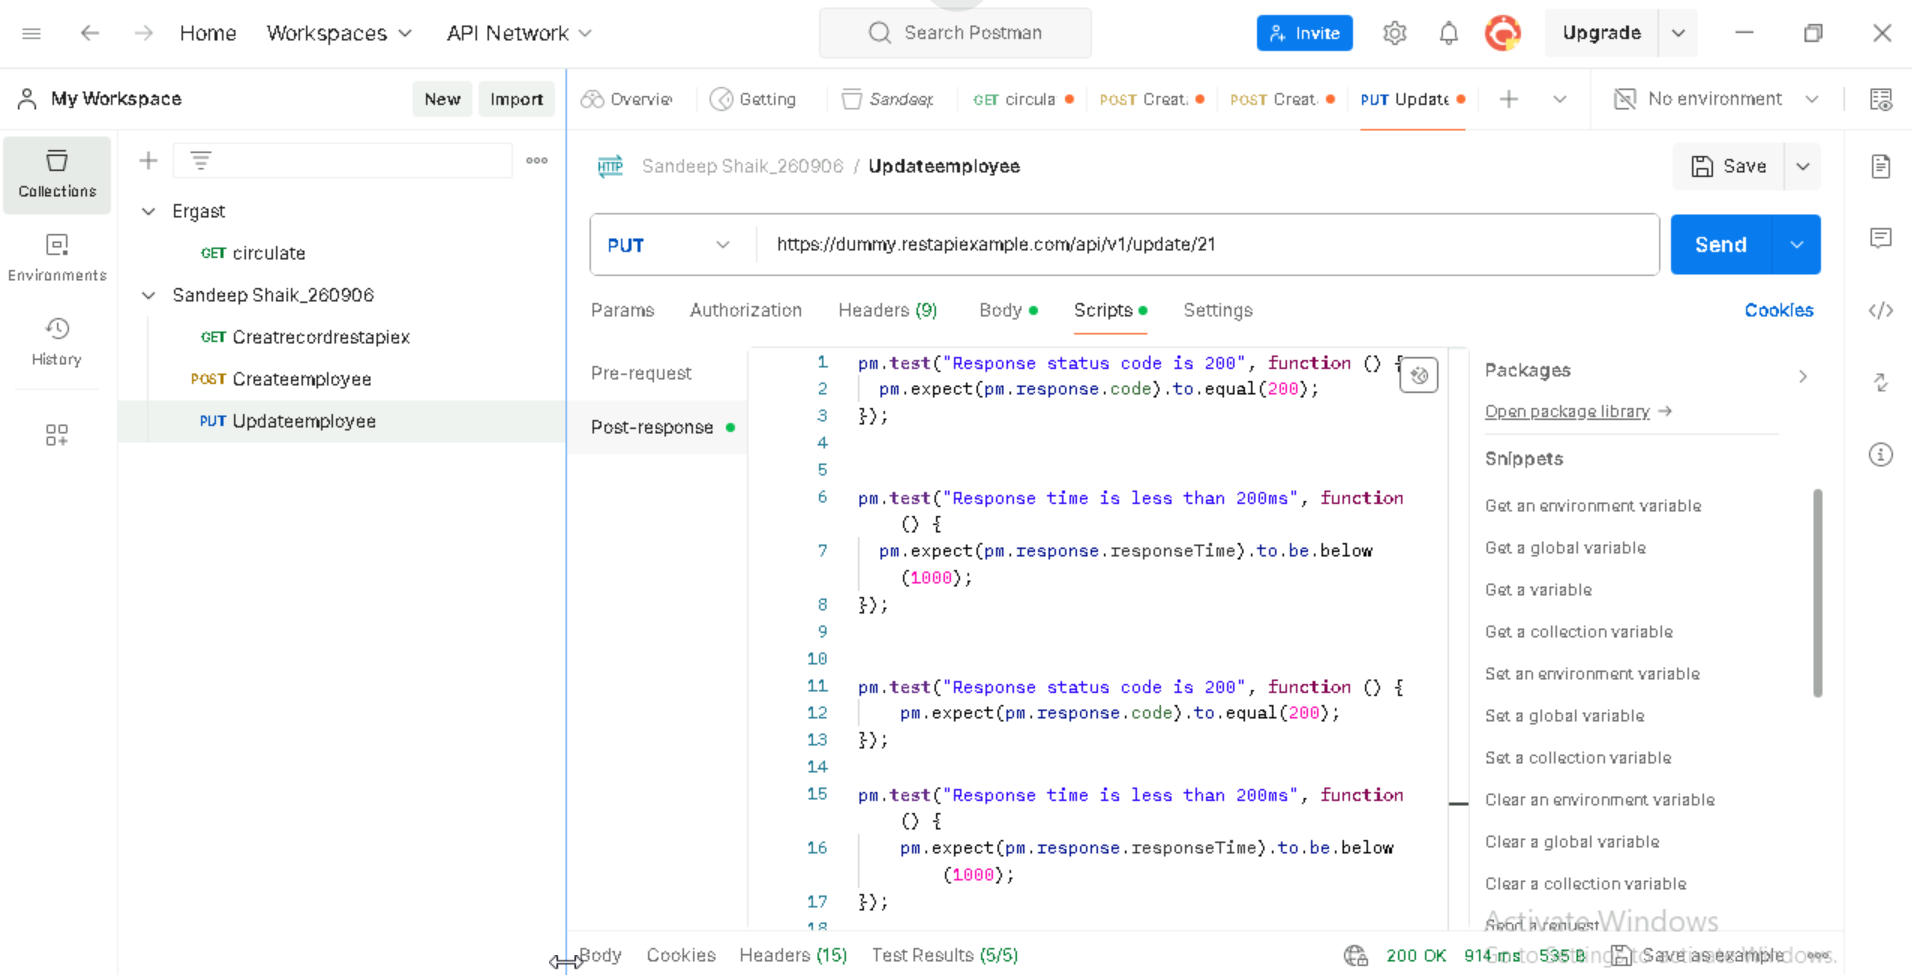 Home Workspaces API Network Search Postman Invite Upgrade
My Workspace New Import Overvie Getting Sandeep GET circula POST Creat POST Creat PUT Update No environment
Collections
Environments
History
Ergast
GET circulate
Sandeep Shaik_260906
GET Creatrecordrestapiex
POST Createemployee
PUT Updateemployee
HTTP Sandeep Shaik_260906 / Updateemployee Save
PUT https://dummy.restapiexample.com/api/v1/update/21 Send
Params Authorization Headers (9) Body Scripts Settings Cookies
Pre-request
Post-response
1 pm.test("Response status code is 200", function () {
2 pm.expect(pm.response.code).to.equal(200);
3 });
4
5
6 pm.test("Response time is less than 200ms", function
() {
7 pm.expect(pm.response.responseTime).to.be.below
(1000);
8 });
9
10
11 pm.test("Response status code is 200", function () {
12 pm.expect(pm.response.code).to.equal(200);
13 });
14
15 pm.test("Response time is less than 200ms", function
() {
16 pm.expect(pm.response.responseTime).to.be.below
(1000);
17 });
18
Packages
Open package library →
Snippets
Get an environment variable
Get a global variable
Get a variable
Get a collection variable
Set an environment variable
Set a global variable
Set a collection variable
Clear an environment variable
Clear a global variable
Clear a collection variable
Send a request
Activate Windows
Go to Settings to activate Windows.
Body Cookies Headers (15) Test Results (5/5) 200 OK 914 ms 535 B Save as example